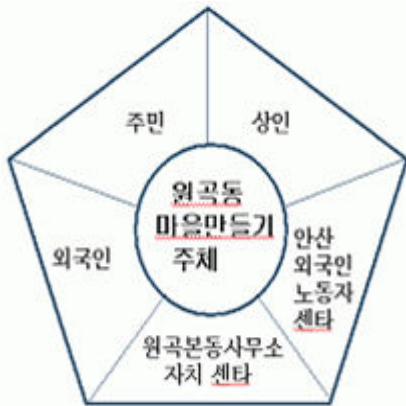 주민
상인
원곡동
마을만들기
주체
외국인
안산
외국인
노동자
센타
원곡본동사무소
자치 센타